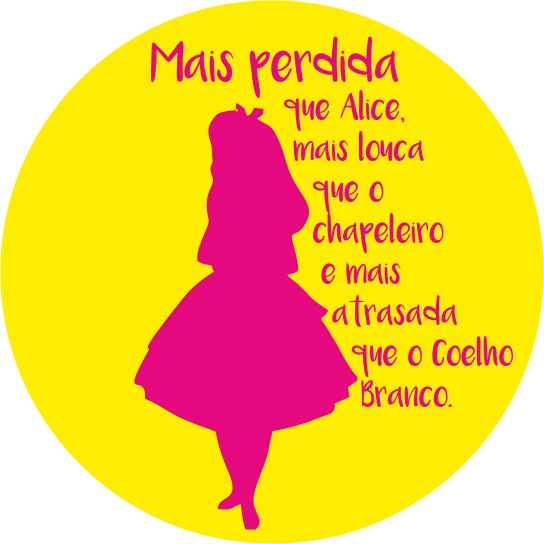 Mais perdida
que Alice,
mais louca
que o
chapeleiro
e mais
atrasada
que o Coelho
Branco.